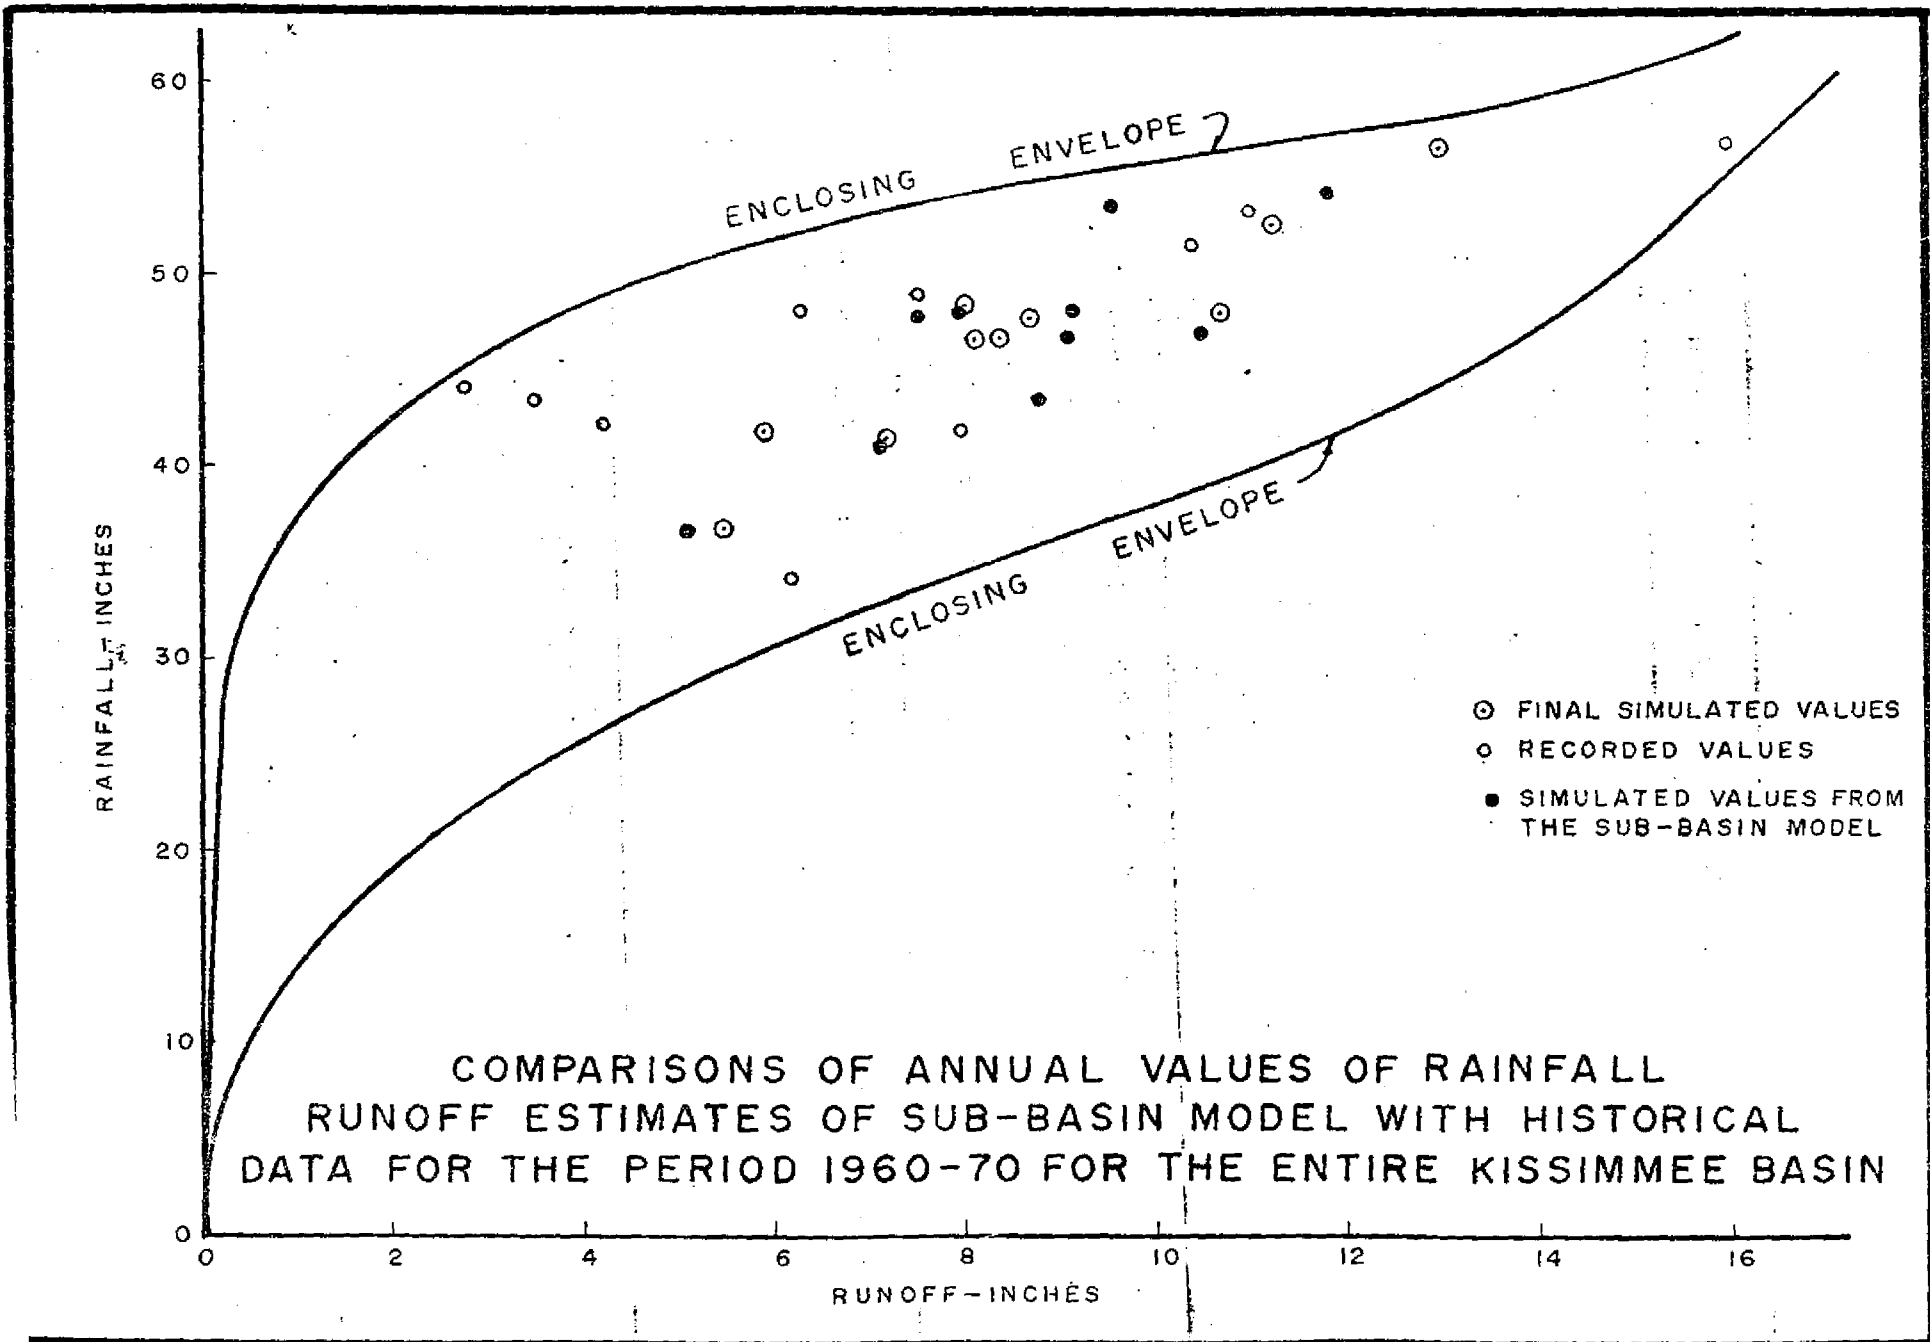 60
50
40
30
20
10
0
RAINFALL-INCHES
ENCLOSING ENVELOPE
ENCLOSING ENVELOPE
⊙ FINAL SIMULATED VALUES
○ RECORDED VALUES
● SIMULATED VALUES FROM
THE SUB-BASIN MODEL
COMPARISONS OF ANNUAL VALUES OF RAINFALL
RUNOFF ESTIMATES OF SUB-BASIN MODEL WITH HISTORICAL
DATA FOR THE PERIOD 1960-70 FOR THE ENTIRE KISSIMMEE BASIN
0 2 4 6 8 10 12 14 16
RUNOFF-INCHES